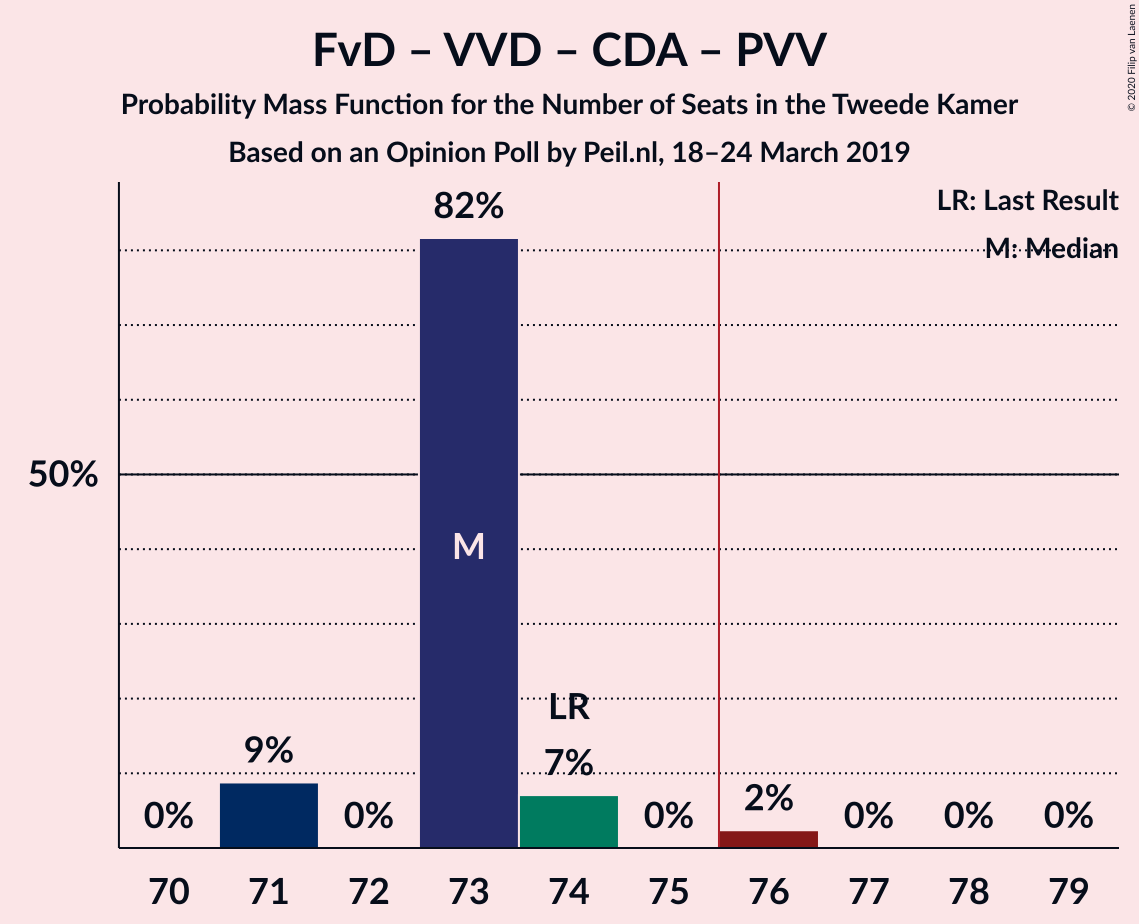 FvD – VVD – CDA – PVV
Probability Mass Function for the Number of Seats in the Tweede Kamer
Based on an Opinion Poll by Peil.nl, 18–24 March 2019
© 2020 Filip van Laenen
LR: Last Result
M: Median
82%
50%
M
LR
9%
7%
2%
0%
0%
0%
0%
0%
0%
70 71 72 73 74 75 76 77 78 79